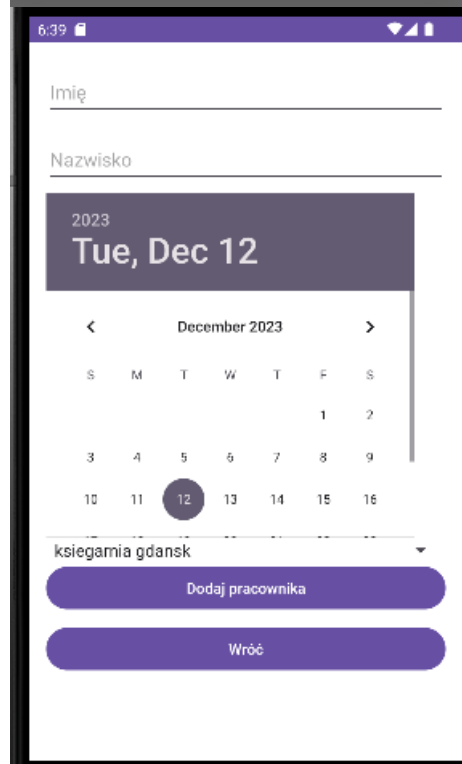 6:39
Imię
Nazwisko
2023
Tue, Dec 12
December 2023
S M T W T F S
1 2
3 4 5 6 7 8 9
10 11 12 13 14 15 16
ksiegarnia gdansk
Dodaj pracownika
Wróć